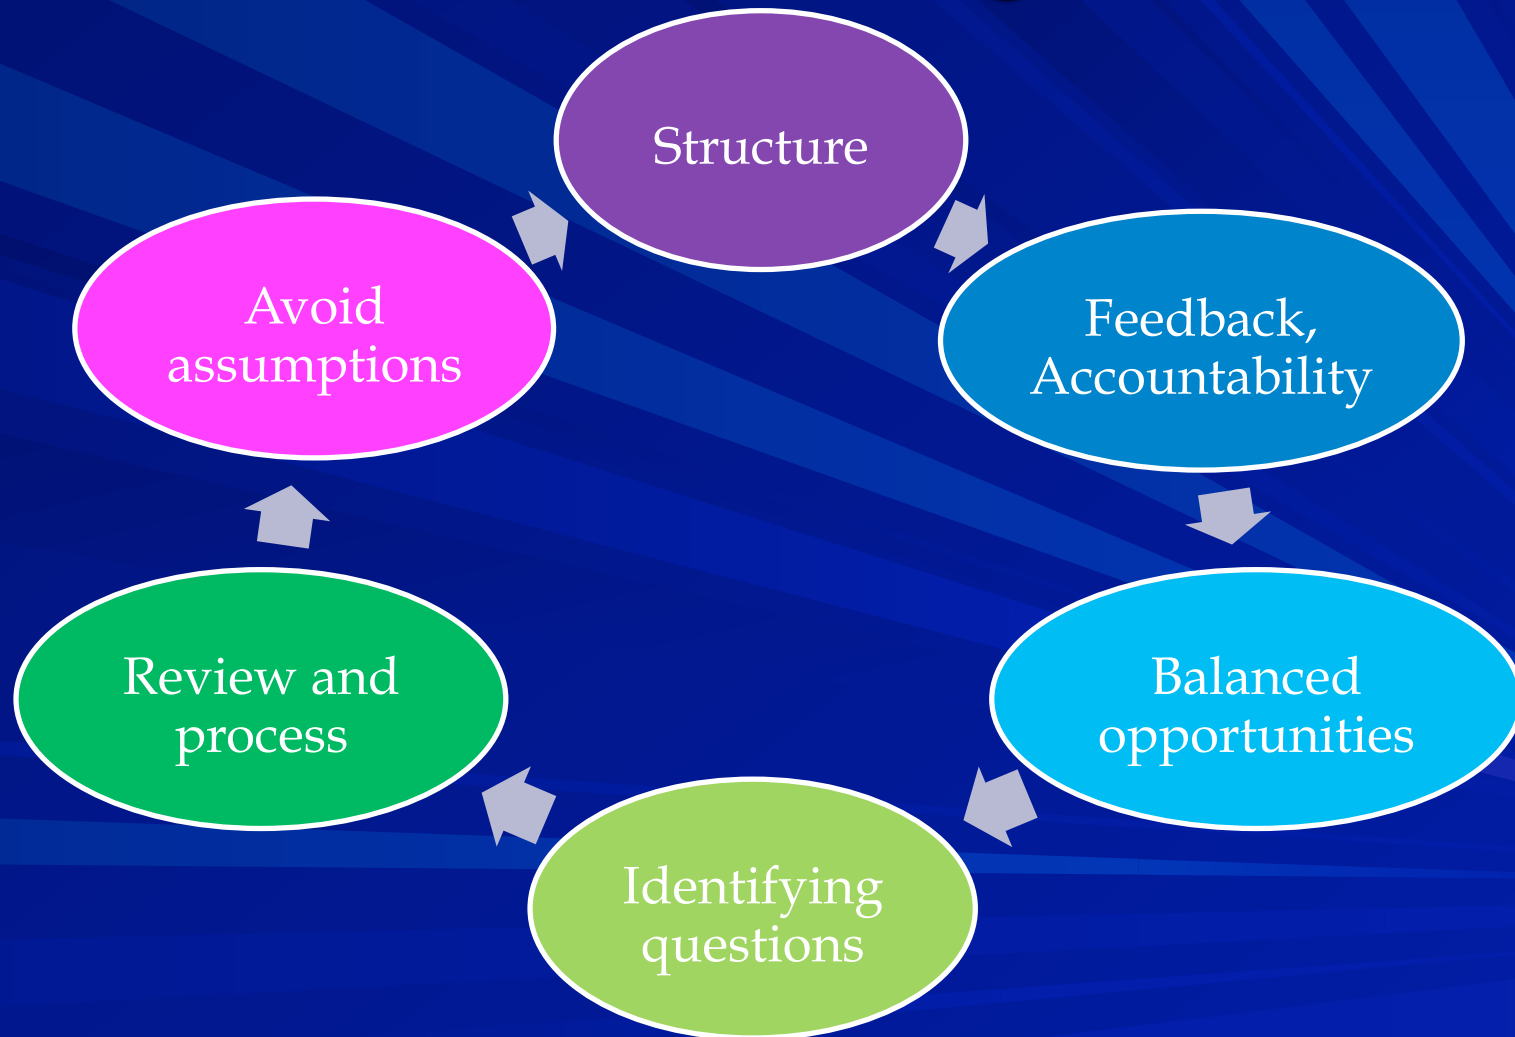 Structure
Feedback,
Accountability
Balanced
opportunities
Identifying
questions
Review and
process
Avoid
assumptions